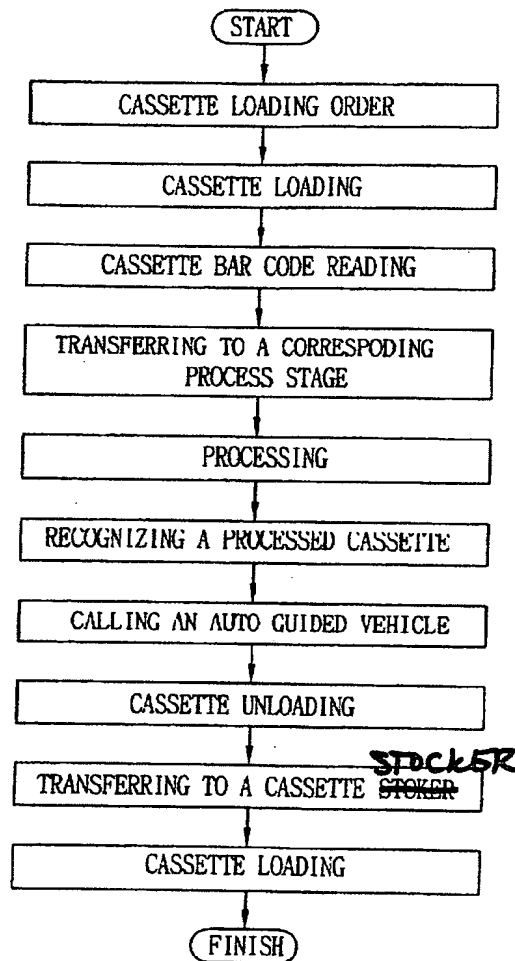 START
CASSETTE LOADING ORDER
CASSETTE LOADING
CASSETTE BAR CODE READING
TRANSFERRING TO A CORRESPODING
PROCESS STAGE
PROCESSING
RECOGNIZING A PROCESSED CASSETTE
CALLING AN AUTO GUIDED VEHICLE
CASSETTE UNLOADING
STOCKER
TRANSFERRING TO A CASSETTE STOKER
CASSETTE LOADING
FINISH